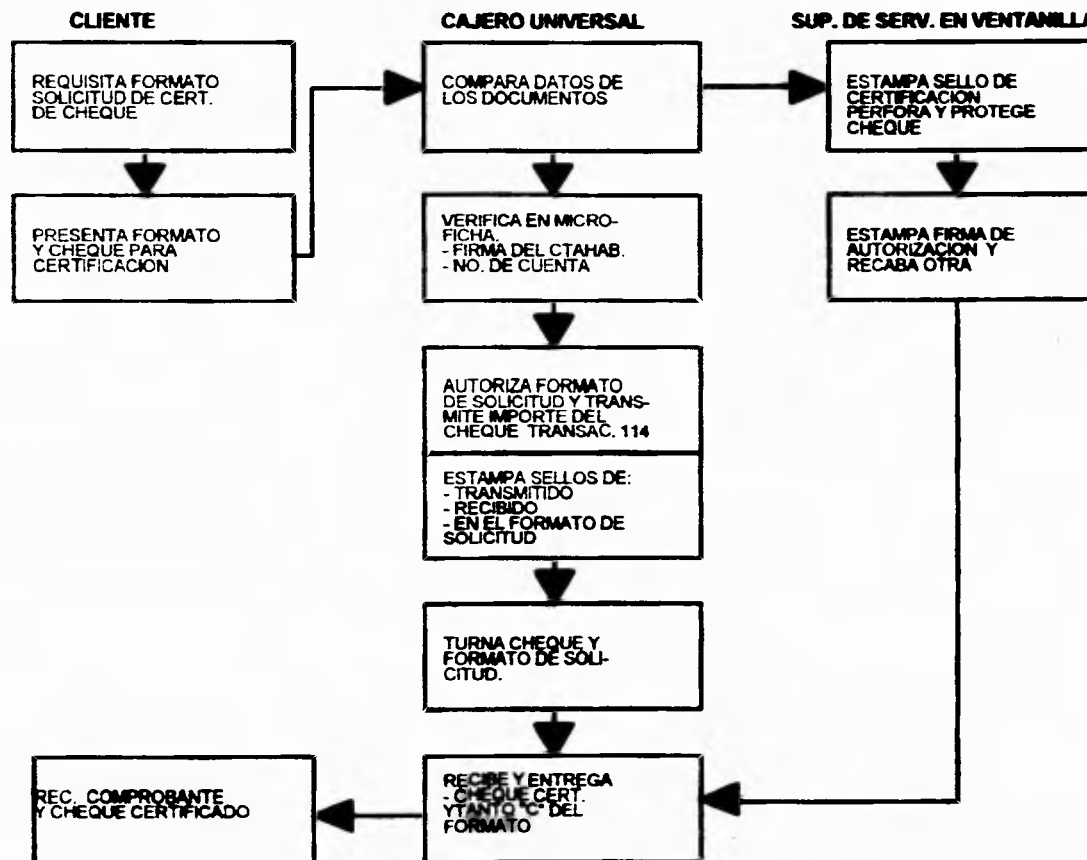 CLIENTE
CAJERO UNIVERSAL
SUP. DE SERV. EN VENTANILLA
REQUISITA FORMATO
SOLICITUD DE CERT.
DE CHEQUE
COMPARA DATOS DE
LOS DOCUMENTOS
ESTAMPA SELLO DE
CERTIFICACION
PERFORA Y PROTEGE
CHEQUE
PRESENTA FORMATO
Y CHEQUE PARA
CERTIFICACION
VERIFICA EN MICRO-
FICHA.
- FIRMA DEL CTAHAB.
- NO. DE CUENTA
ESTAMPA FIRMA DE
AUTORIZACION Y
RECABA OTRA
AUTORIZA FORMATO
DE SOLICITUD Y TRANS-
MITE IMPORTE DEL
CHEQUE TRANSAC. 114
ESTAMPA SELLOS DE:
- TRANSMITIDO
- RECIBIDO
- EN EL FORMATO DE
SOLICITUD
TURNA CHEQUE Y
FORMATO DE SOLI-
CITUD.
REC. COMPROBANTE
Y CHEQUE CERTIFICADO
RECIBE Y ENTREGA
- CHEQUE CERT.
YTANTO "C" DEL
FORMATO